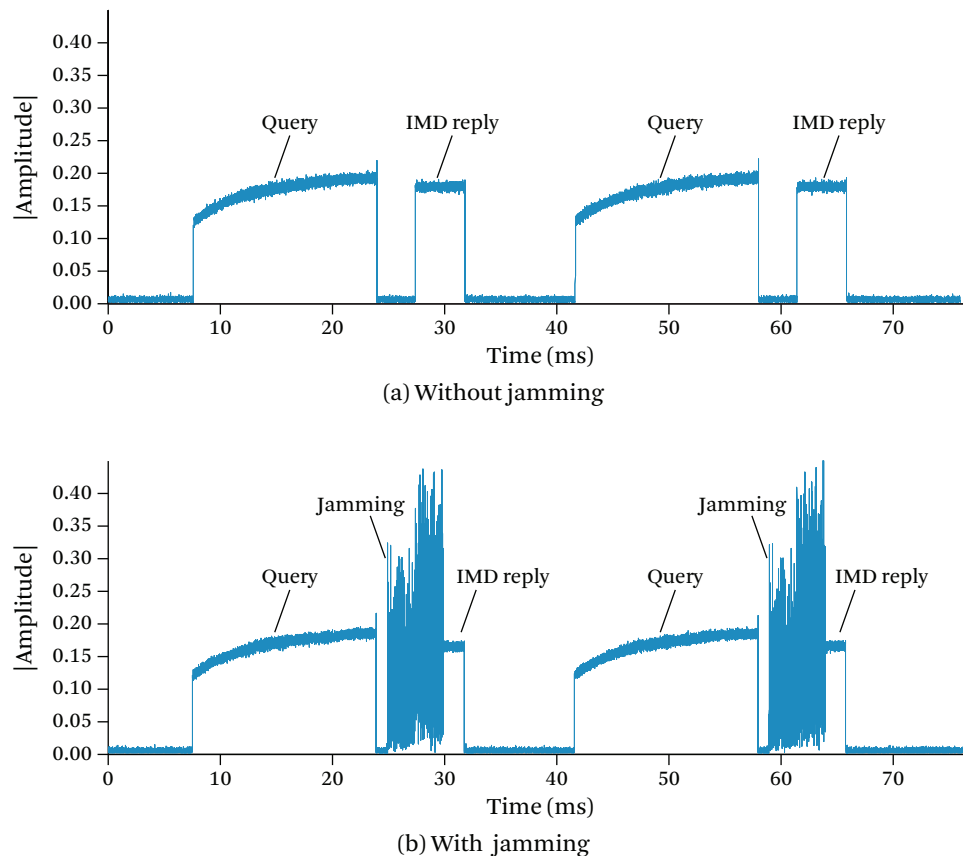 0.40
0.35
0.30
0.25
0.20
0.15
0.10
0.05
0.00
|Amplitude|
Query
IMD reply
Query
IMD reply
0 10 20 30 40 50 60 70
Time (ms)
(a) Without jamming
0.40
0.35
0.30
0.25
0.20
0.15
0.10
0.05
0.00
|Amplitude|
Jamming
Query
IMD reply
Jamming
Query
IMD reply
0 10 20 30 40 50 60 70
Time (ms)
(b) With jamming